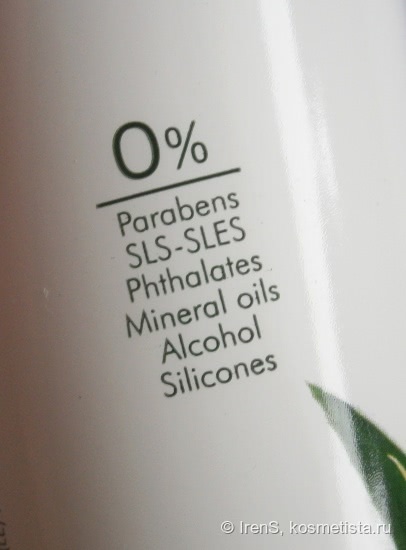 0%
Parabens
SLS-SLES
Phthalates
Mineral oils
Alcohol
Silicones
© IrenS, kosmetista.ru